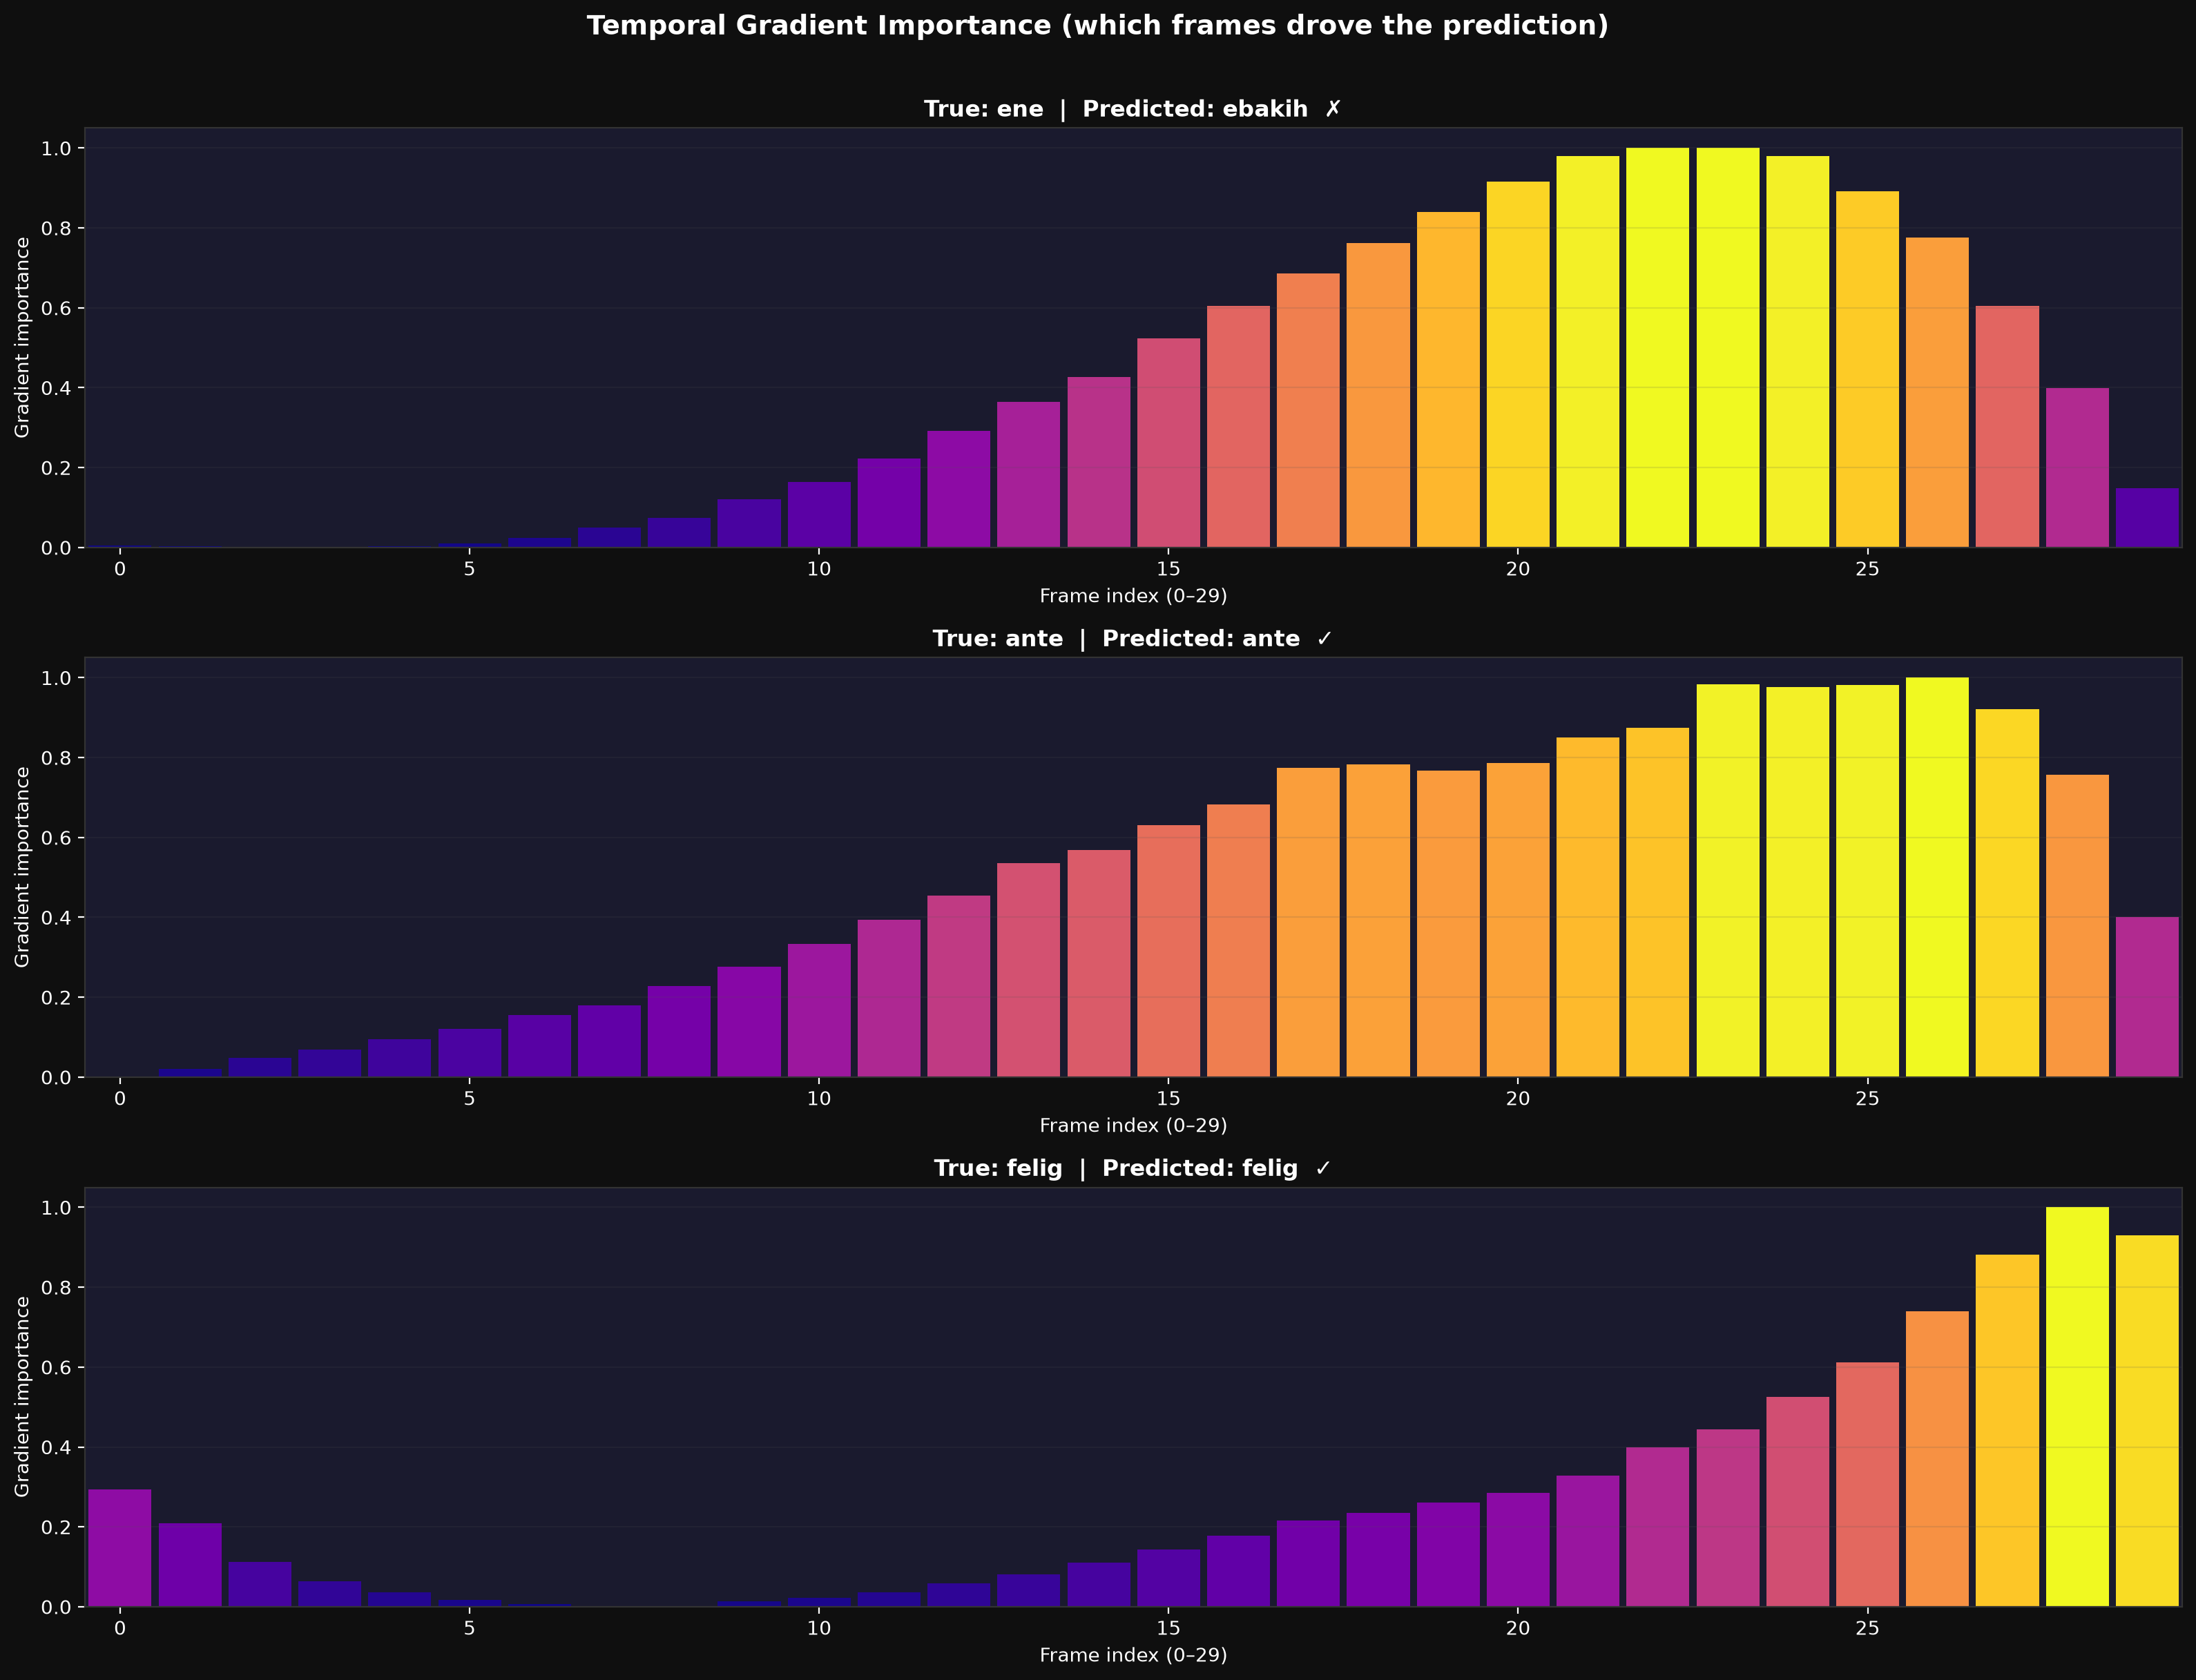 Temporal Gradient Importance (which frames drove the prediction)
True: ene | Predicted: ebakih ✗
Gradient importance
1.0
0.8
0.6
0.4
0.2
0.0
0 5 10 15 20 25
Frame index (0–29)
True: ante | Predicted: ante ✓
Gradient importance
1.0
0.8
0.6
0.4
0.2
0.0
0 5 10 15 20 25
Frame index (0–29)
True: felig | Predicted: felig ✓
Gradient importance
1.0
0.8
0.6
0.4
0.2
0.0
0 5 10 15 20 25
Frame index (0–29)